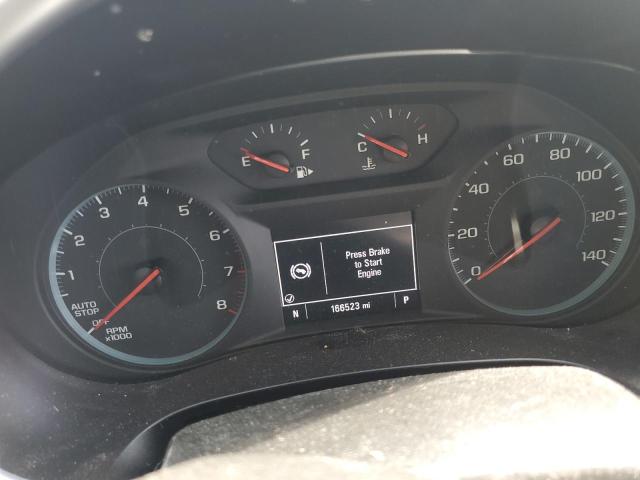 E F
C H
1 2 3 4 5 6 7 8
AUTO
STOP
OFF
RPM
x1000
0 20 40 60 80 100 120 140
Press Brake
to Start
Engine
N 166523 mi P